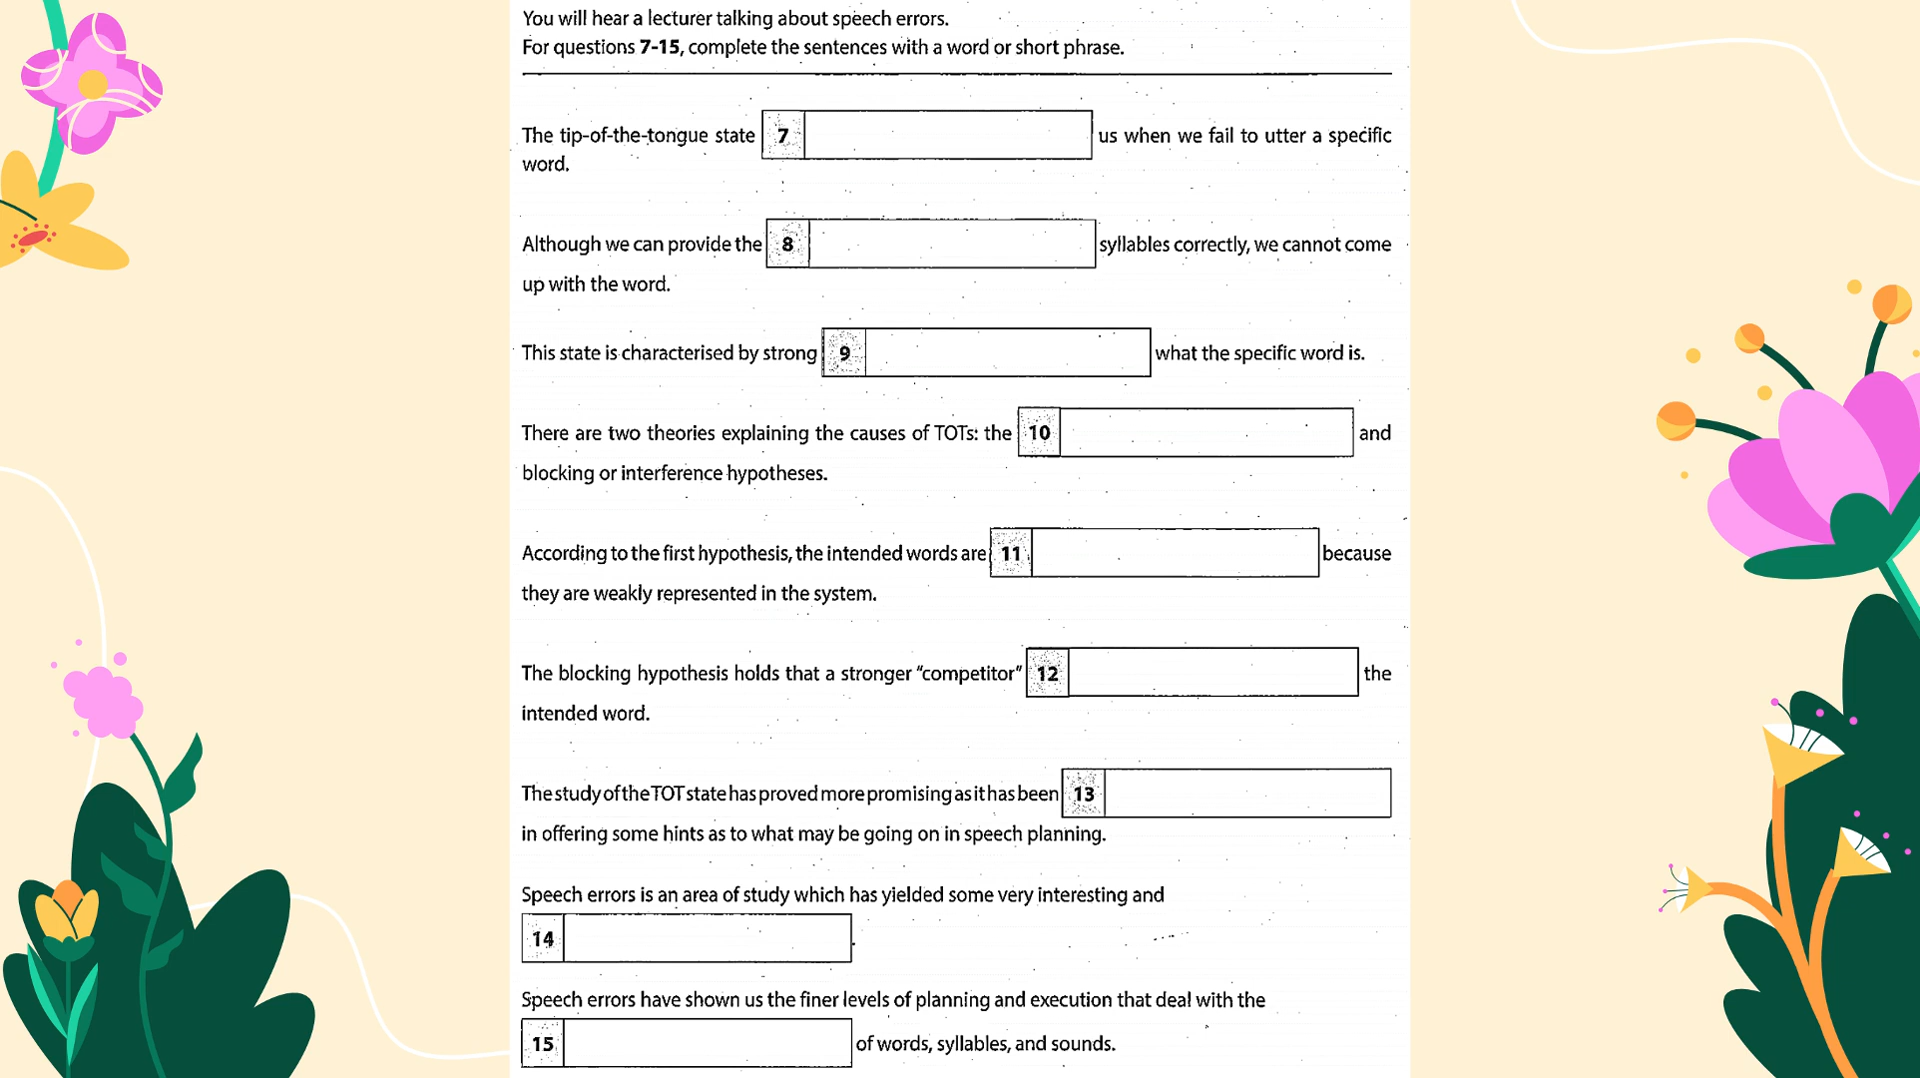 You will hear a lecturer talking about speech errors.
For questions 7-15, complete the sentences with a word or short phrase.
The tip-of-the-tongue state 7 us when we fail to utter a specific
word.
Although we can provide the 8 syllables correctly, we cannot come
up with the word.
This state is characterised by strong 9 what the specific word is.
There are two theories explaining the causes of TOTs: the 10 and
blocking or interference hypotheses.
According to the first hypothesis, the intended words are 11 because
they are weakly represented in the system.
The blocking hypothesis holds that a stronger "competitor" 12 the
intended word.
The study of the TOT state has proved more promising as it has been 13
in offering some hints as to what may be going on in speech planning.
Speech errors is an area of study which has yielded some very interesting and
14 .
Speech errors have shown us the finer levels of planning and execution that deal with the
15 of words, syllables, and sounds.